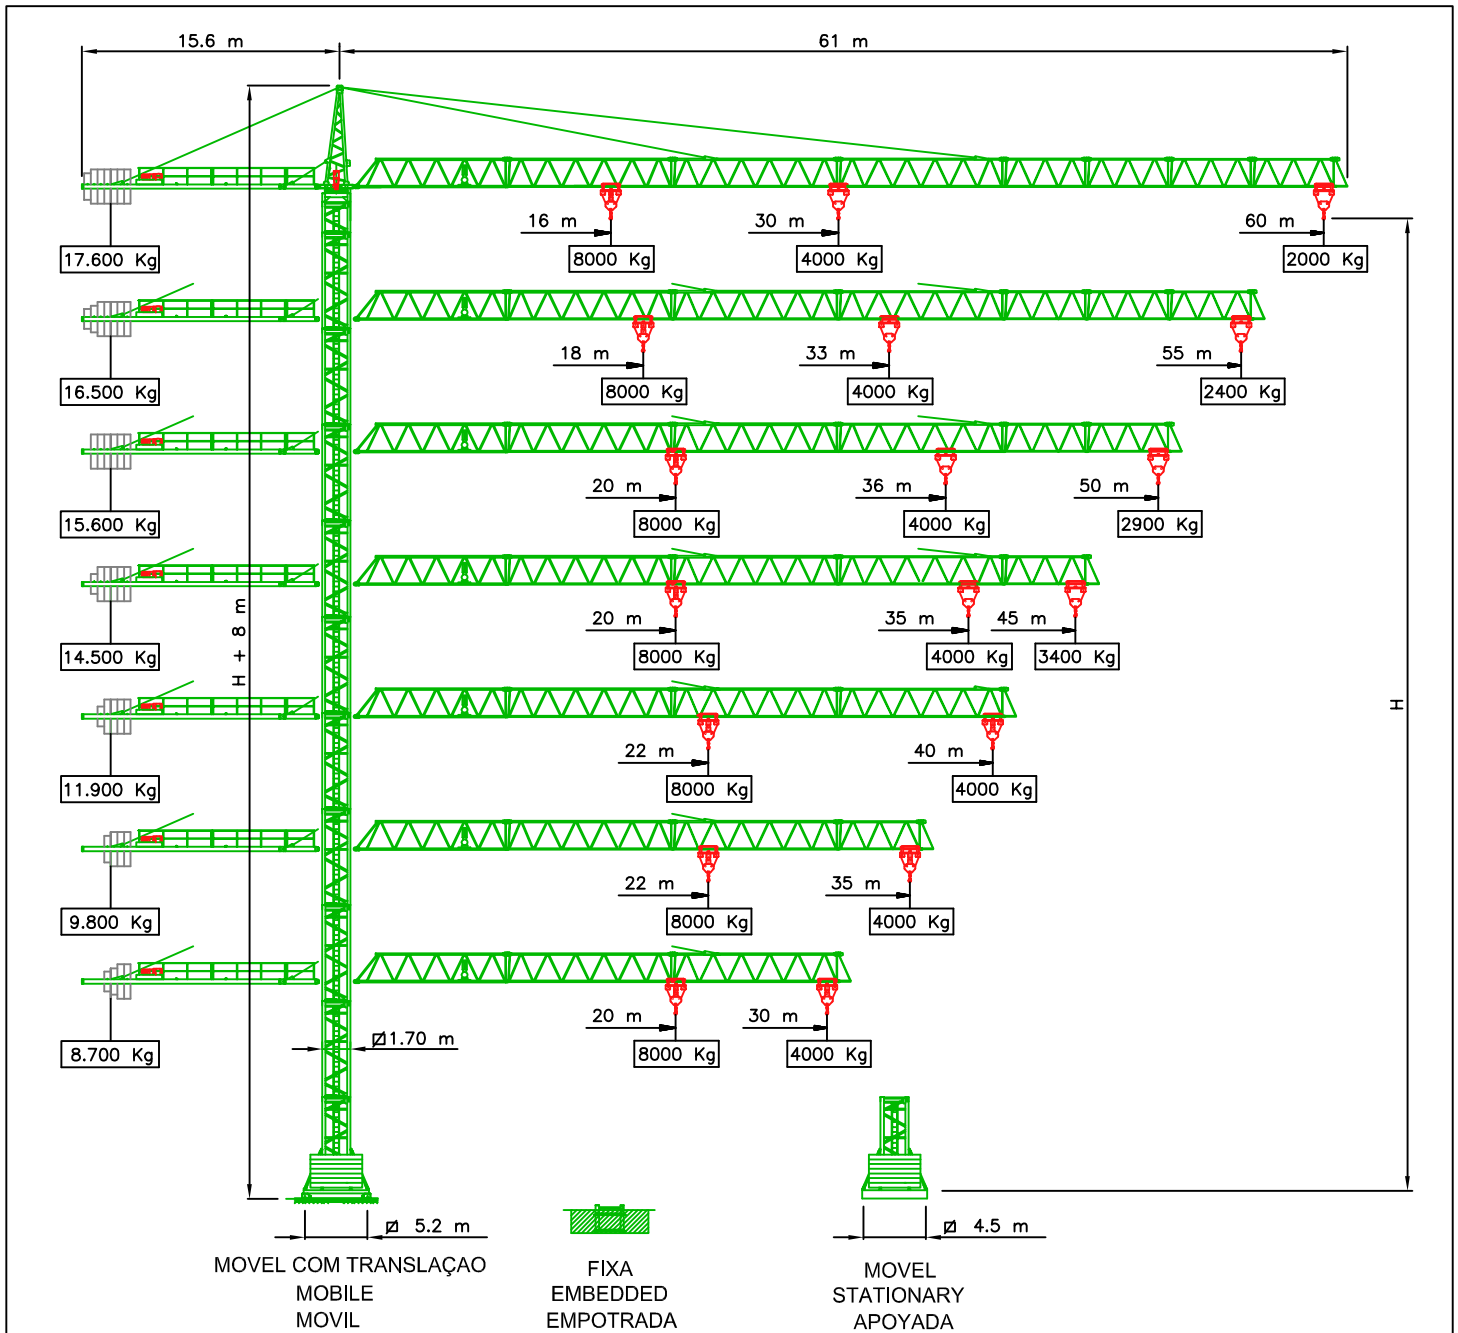 15.6 m
61 m
16 m
30 m
60 m
17.600 Kg
8000 Kg
4000 Kg
2000 Kg
18 m
33 m
55 m
16.500 Kg
8000 Kg
4000 Kg
2400 Kg
20 m
36 m
50 m
15.600 Kg
8000 Kg
4000 Kg
2900 Kg
20 m
35 m
45 m
14.500 Kg
8000 Kg
4000 Kg
3400 Kg
H + 8 m
H
22 m
40 m
11.900 Kg
8000 Kg
4000 Kg
22 m
35 m
9.800 Kg
8000 Kg
4000 Kg
20 m
30 m
1.70 m
8.700 Kg
8000 Kg
4000 Kg
5.2 m
4.5 m
MOVEL COM TRANSLAÇAO
MOBILE
MOVIL
FIXA
EMBEDDED
EMPOTRADA
MOVEL
STATIONARY
APOYADA